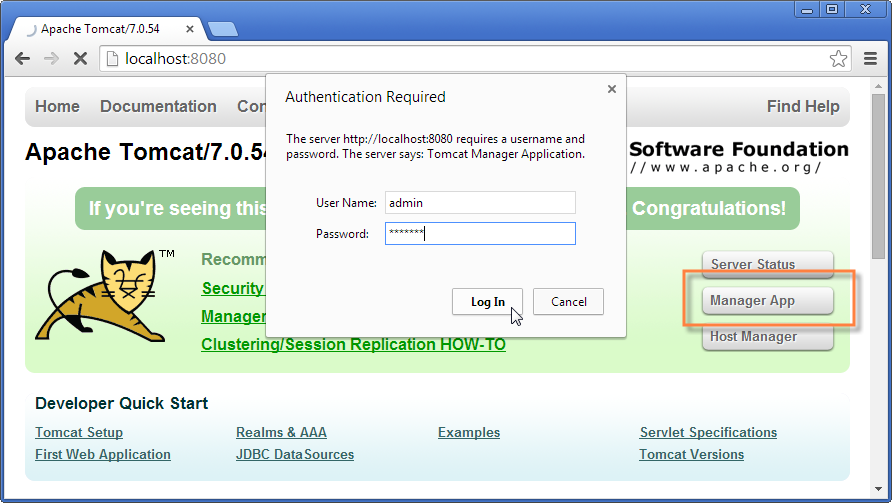 Apache Tomcat/7.0.54
localhost:8080
Authentication Required
The server http://localhost:8080 requires a username and
password. The server says: Tomcat Manager Application.
User Name: admin
Password: *******
Log In Cancel
Home Documentation Con Find Help
Apache Tomcat/7.0.54 Software Foundation
//www.apache.org/
If you're seeing this Congratulations!
TM
Recomm
Security
Manager
Clustering/Session Replication HOW-TO
Server Status
Manager App
Host Manager
Developer Quick Start
Tomcat Setup Realms & AAA Examples Servlet Specifications
First Web Application JDBC DataSources Tomcat Versions